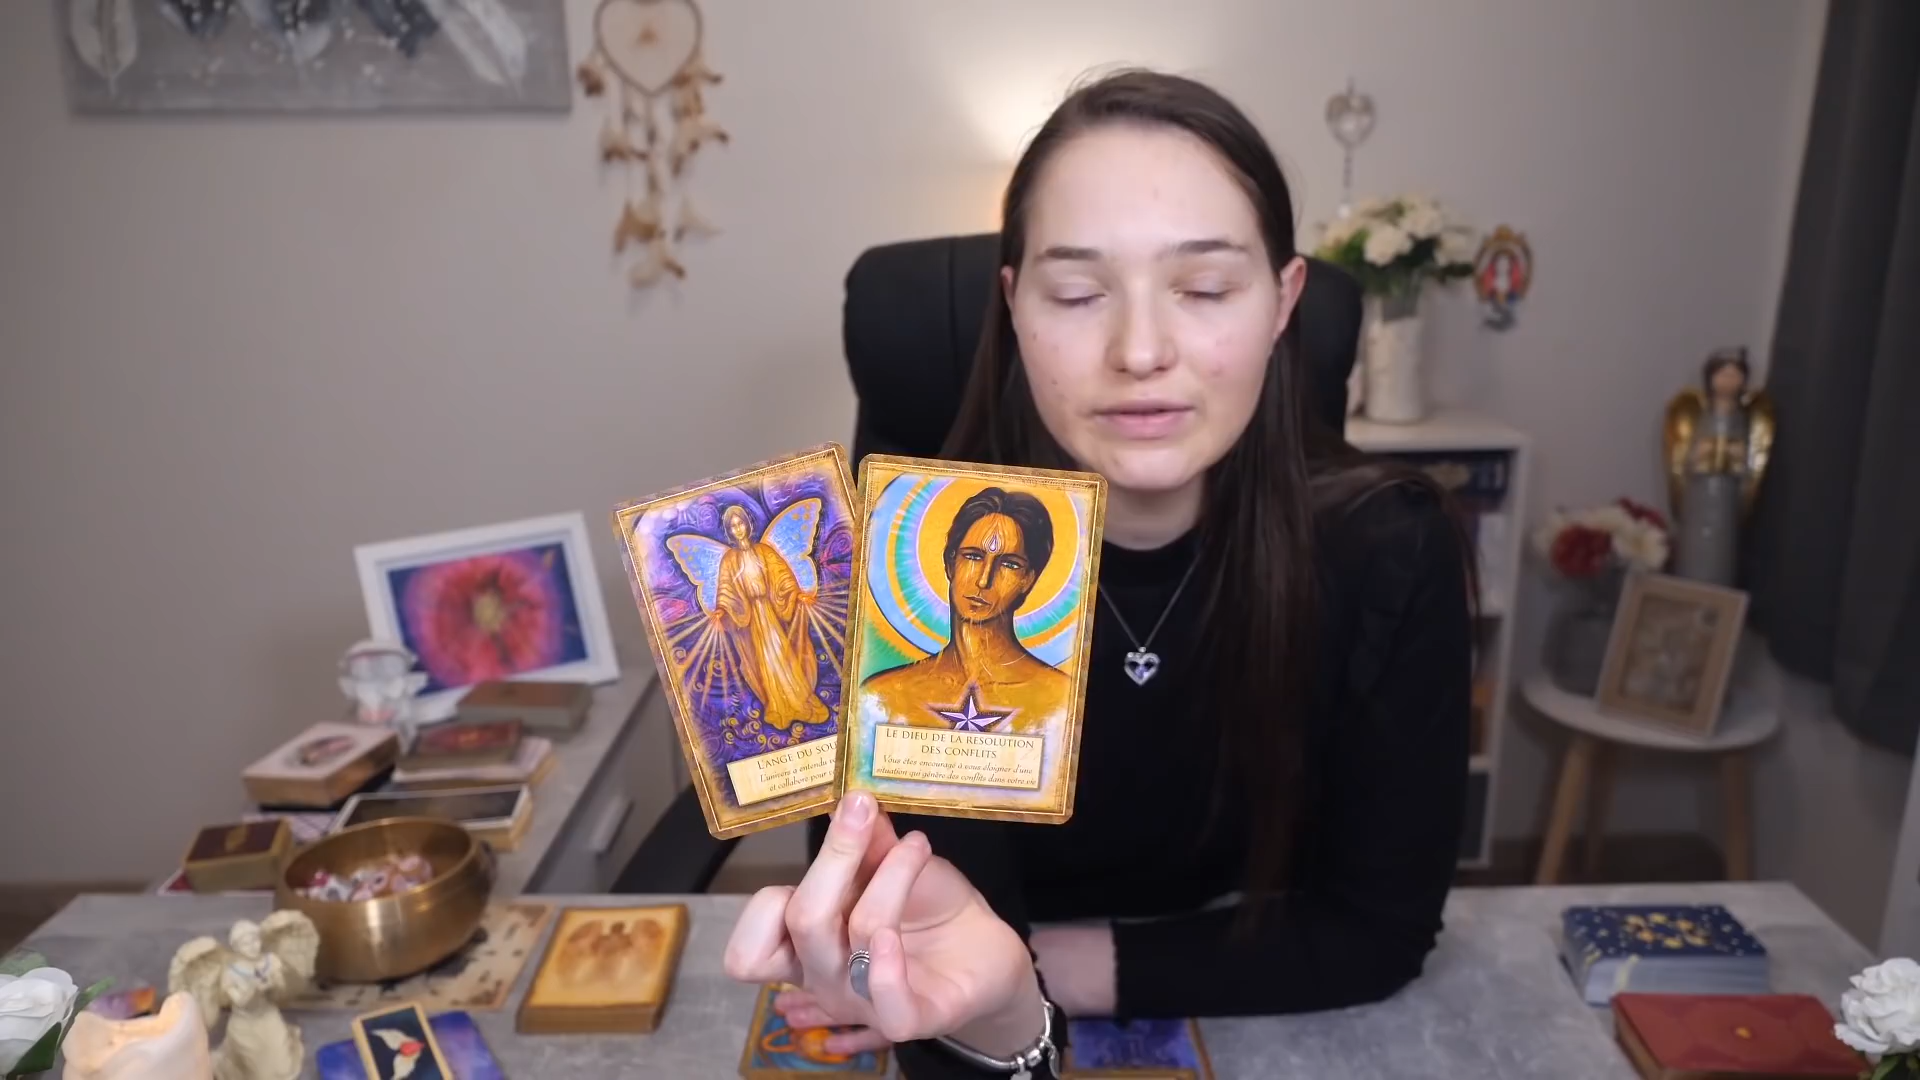 L'ANGE DU SOU
L'univers a entendu
et collabore pour
LE DIEU DE LA RESOLUTION
DES CONFLITS
Vous êtes encouragé à vous éloigner d'une
situation qui génère des conflits dans votre vie